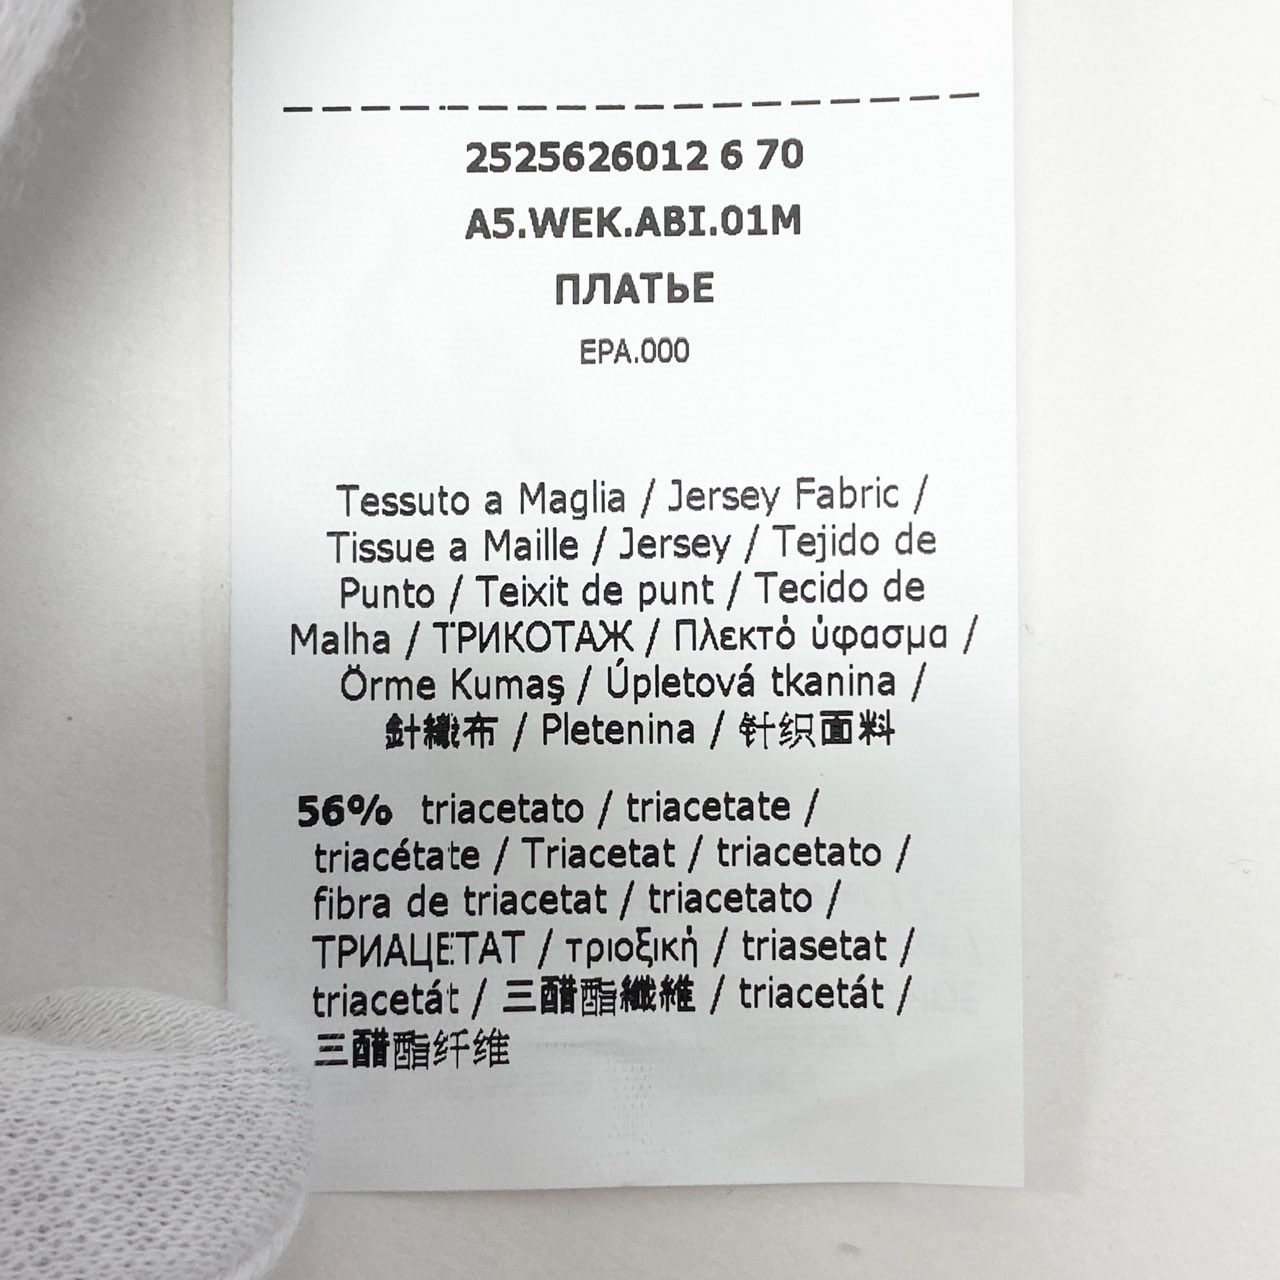 2525626012 6 70
A5.WEK.ABI.01M
ПЛАТЬЕ
EPA.000
Tessuto a Maglia / Jersey Fabric /
Tissue a Maille / Jersey / Tejido de
Punto / Teixit de punt / Tecido de
Malha / ТРИКОТАЖ / Πλεκτό ύφασμα /
Örme Kumaş / Úpletová tkanina /
針織布 / Pletenina / 针织面料
56% triacetato / triacetate /
triacétate / Triacetat / triacetato /
fibra de triacetat / triacetato /
ТРИАЦЕТАТ / τριοξική / triasetat /
triacetát / 三醋酯纖維 / triacetát /
三醋酯纤维